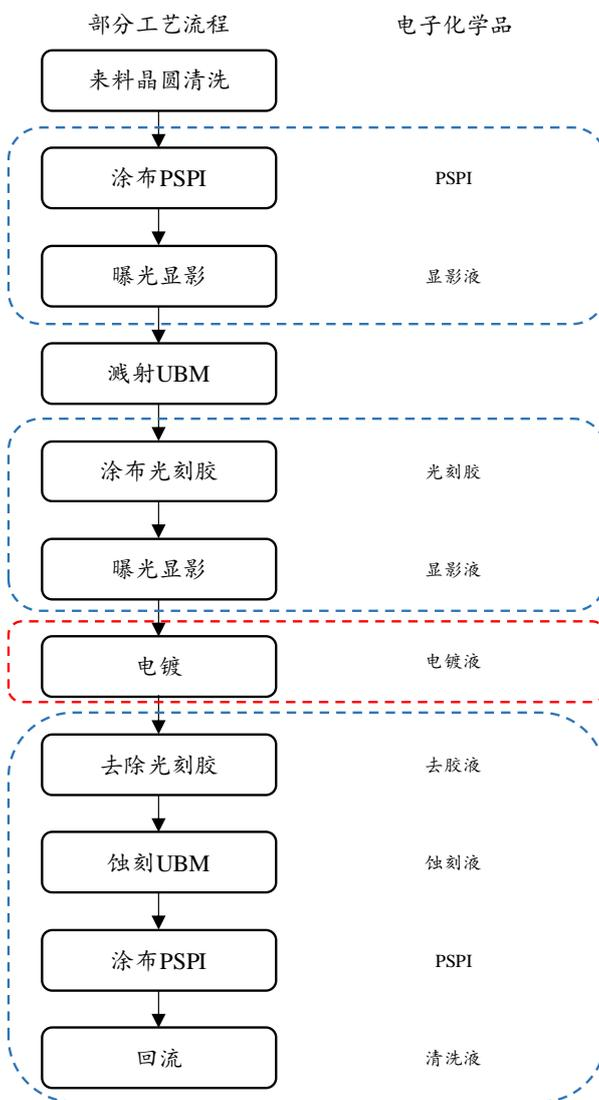 部分工艺流程 电子化学品
来料晶圆清洗
涂布PSPI PSPI
曝光显影 显影液
溅射UBM
涂布光刻胶 光刻胶
曝光显影 显影液
电镀 电镀液
去除光刻胶 去胶液
蚀刻UBM 蚀刻液
涂布PSPI PSPI
回流 清洗液